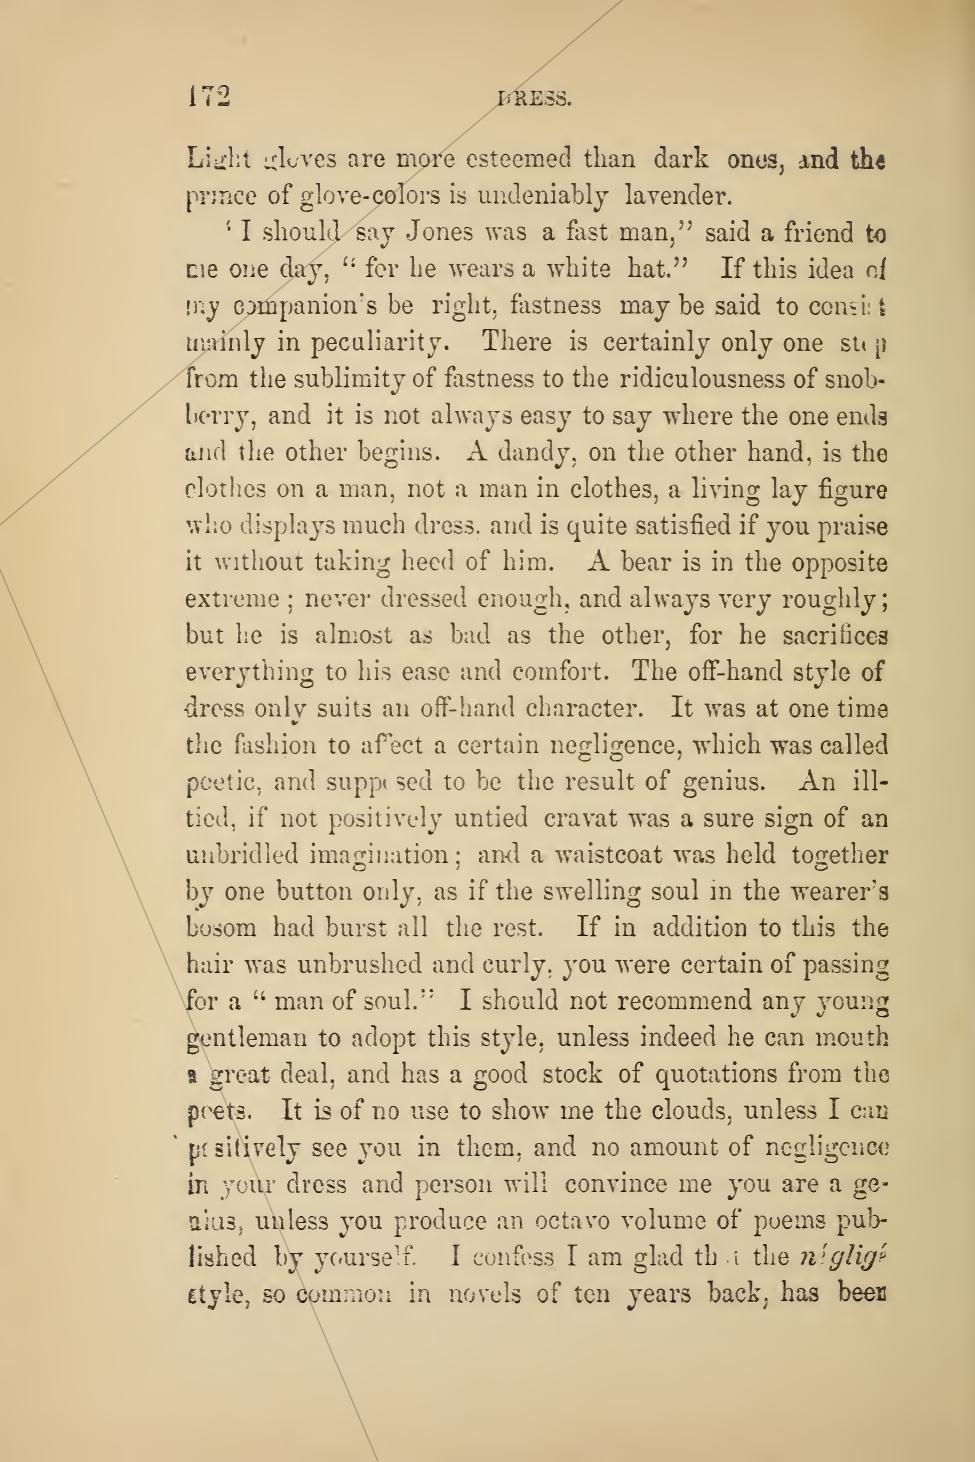 172 DRESS.
Light gloves are more esteemed than dark ones, and the
prince of glove-colors is undeniably lavender.
“ I should say Jones was a fast man,” said a friend to
me one day, “ for he wears a white hat.” If this idea of
my companion's be right, fastness may be said to consist
mainly in peculiarity. There is certainly only one step
from the sublimity of fastness to the ridiculousness of snob-
berry, and it is not always easy to say where the one ends
and the other begins. A dandy, on the other hand, is the
clothes on a man, not a man in clothes, a living lay figure
who displays much dress, and is quite satisfied if you praise
it without taking heed of him. A bear is in the opposite
extreme ; never dressed enough, and always very roughly ;
but he is almost as bad as the other, for he sacrifices
everything to his ease and comfort. The off-hand style of
dress only suits an off-hand character. It was at one time
the fashion to affect a certain negligence, which was called
poetic, and supposed to be the result of genius. An ill-
tied, if not positively untied cravat was a sure sign of an
unbridled imagination ; and a waistcoat was held together
by one button only, as if the swelling soul in the wearer's
bosom had burst all the rest. If in addition to this the
hair was unbrushed and curly, you were certain of passing
for a “ man of soul.” I should not recommend any young
gentleman to adopt this style, unless indeed he can mouth
a great deal, and has a good stock of quotations from the
poets. It is of no use to show me the clouds, unless I can
positively see you in them, and no amount of negligence
in your dress and person will convince me you are a ge-
nius, unless you produce an octavo volume of poems pub-
lished by yourself. I confess I am glad that the négligé
style, so common in novels of ten years back, has been